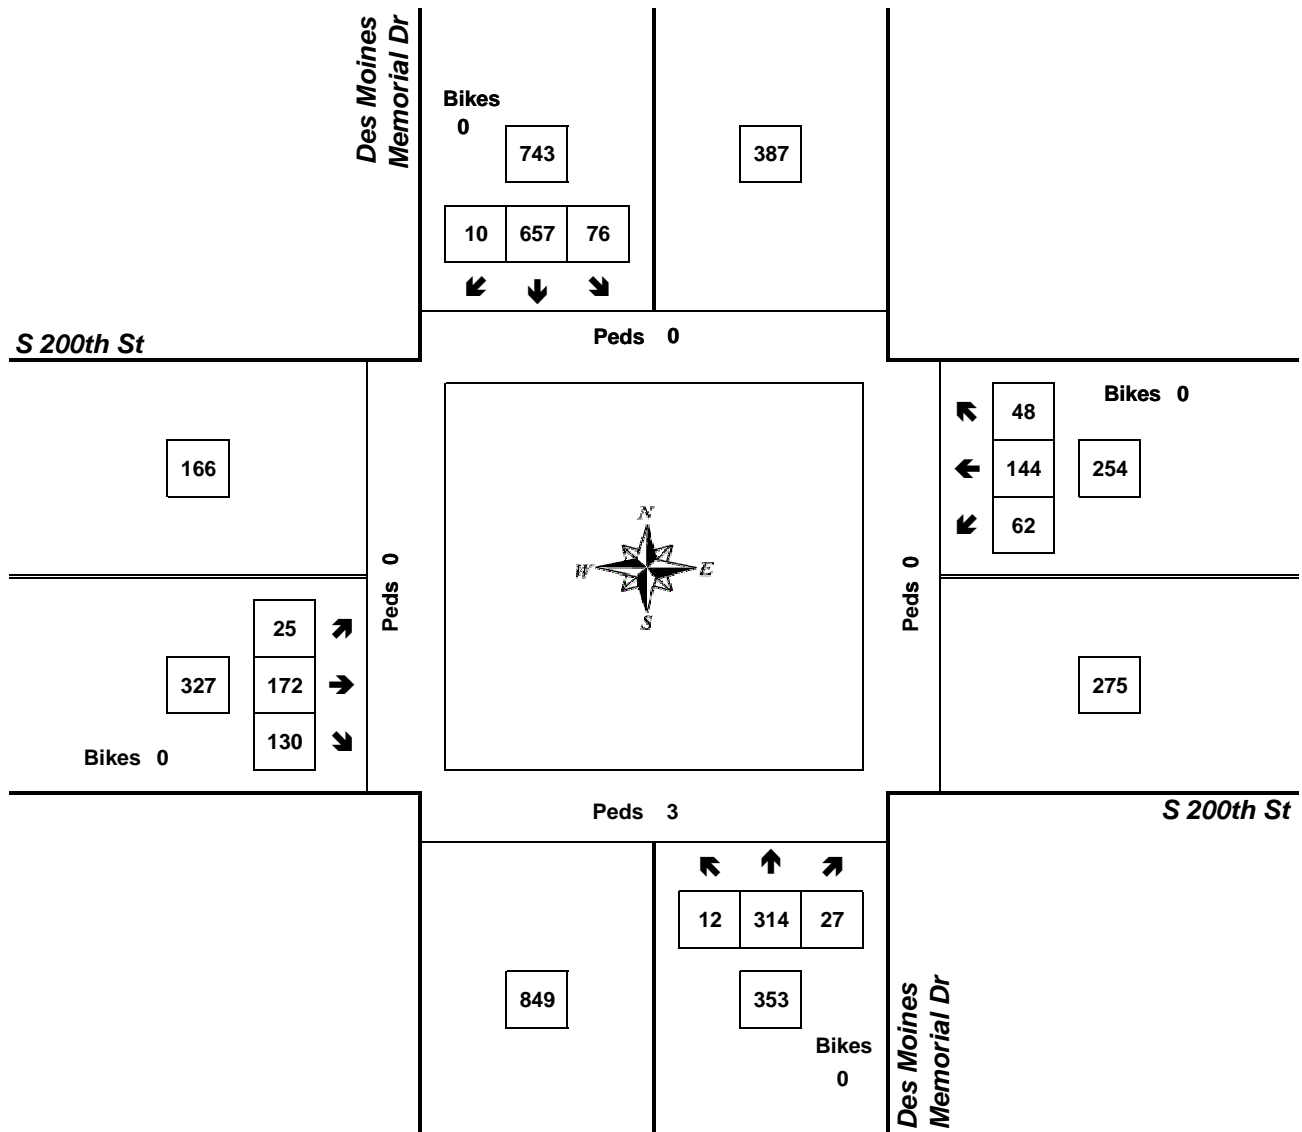 Des Moines
Memorial Dr
Bikes
0
743
387
10 657 76
Peds 0
S 200th St
Bikes 0
48
144
62
254
166
N
W E
S
Peds 0
Peds 0
25
172
130
327
275
Bikes 0
Peds 3
S 200th St
12 314 27
849
353
Bikes
0
Des Moines
Memorial Dr